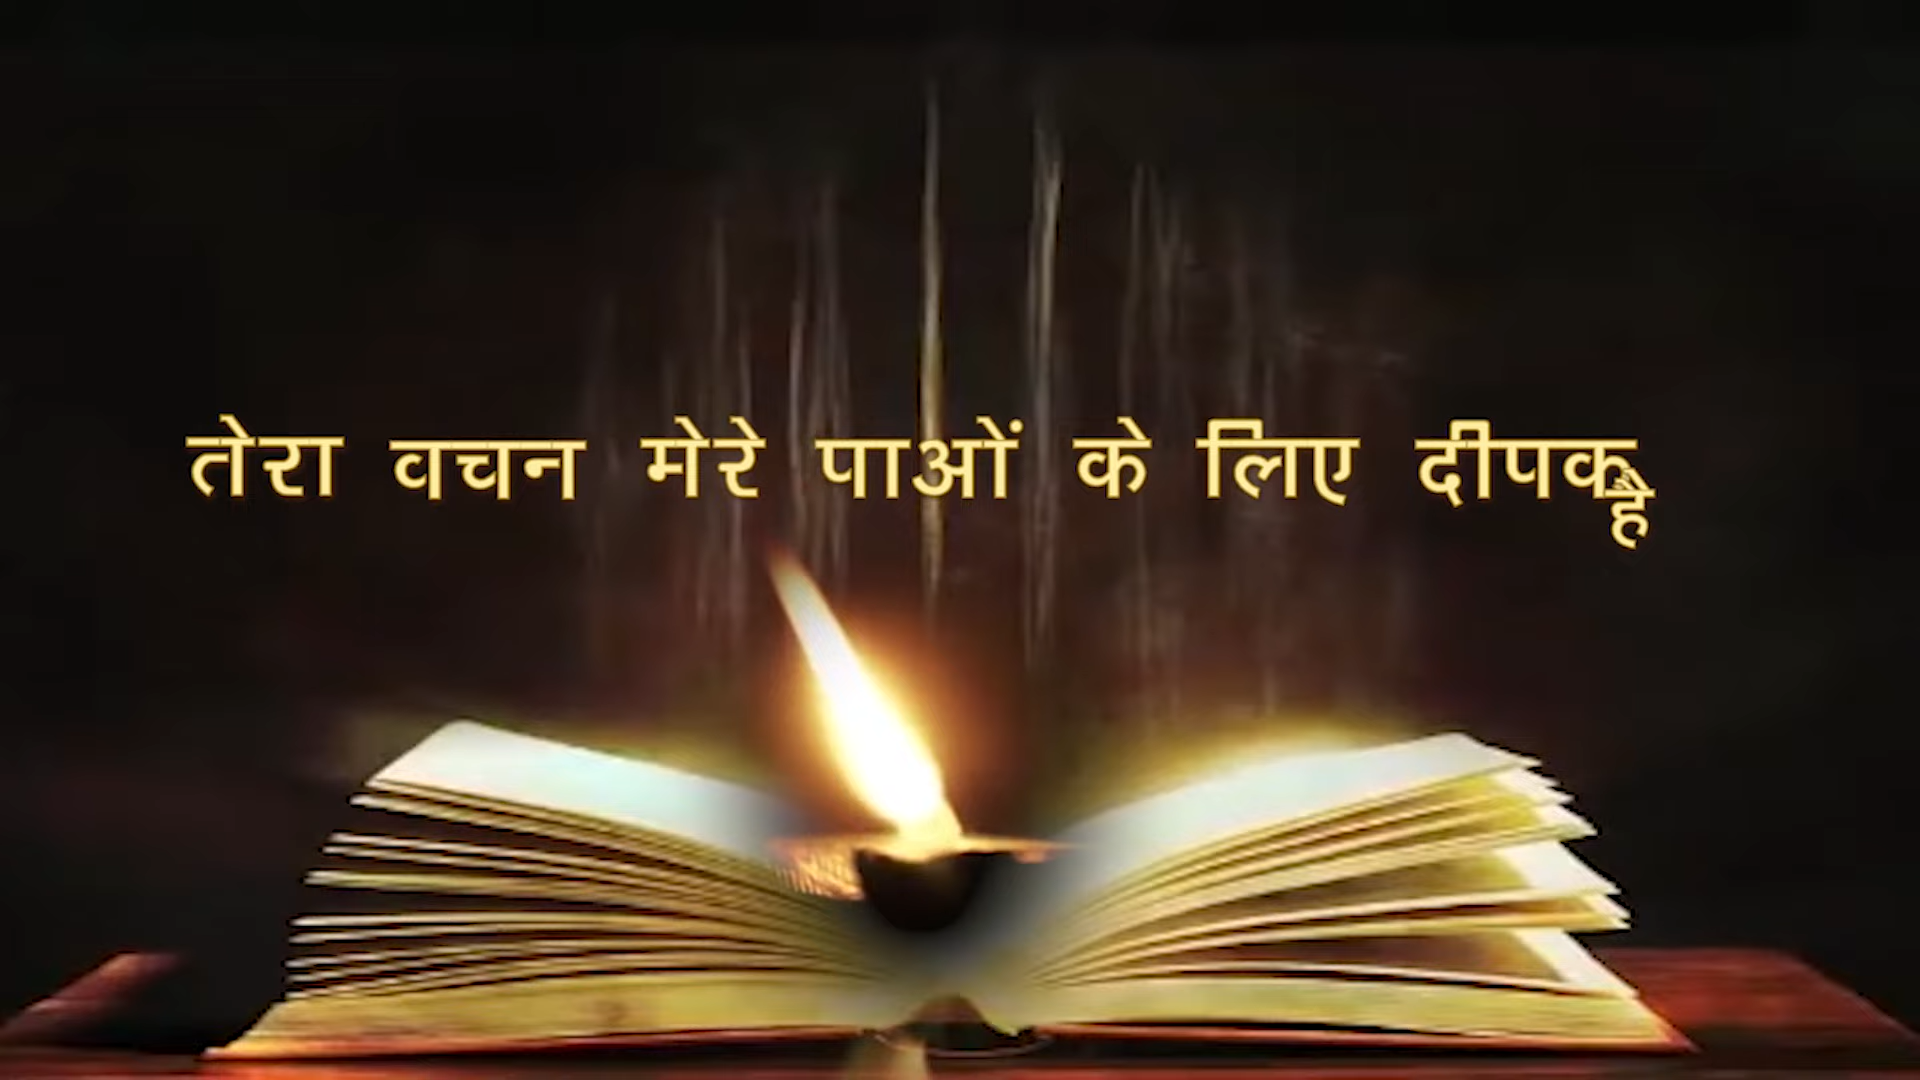 तेरा वचन मेरे पाओं के लिए दीपक है